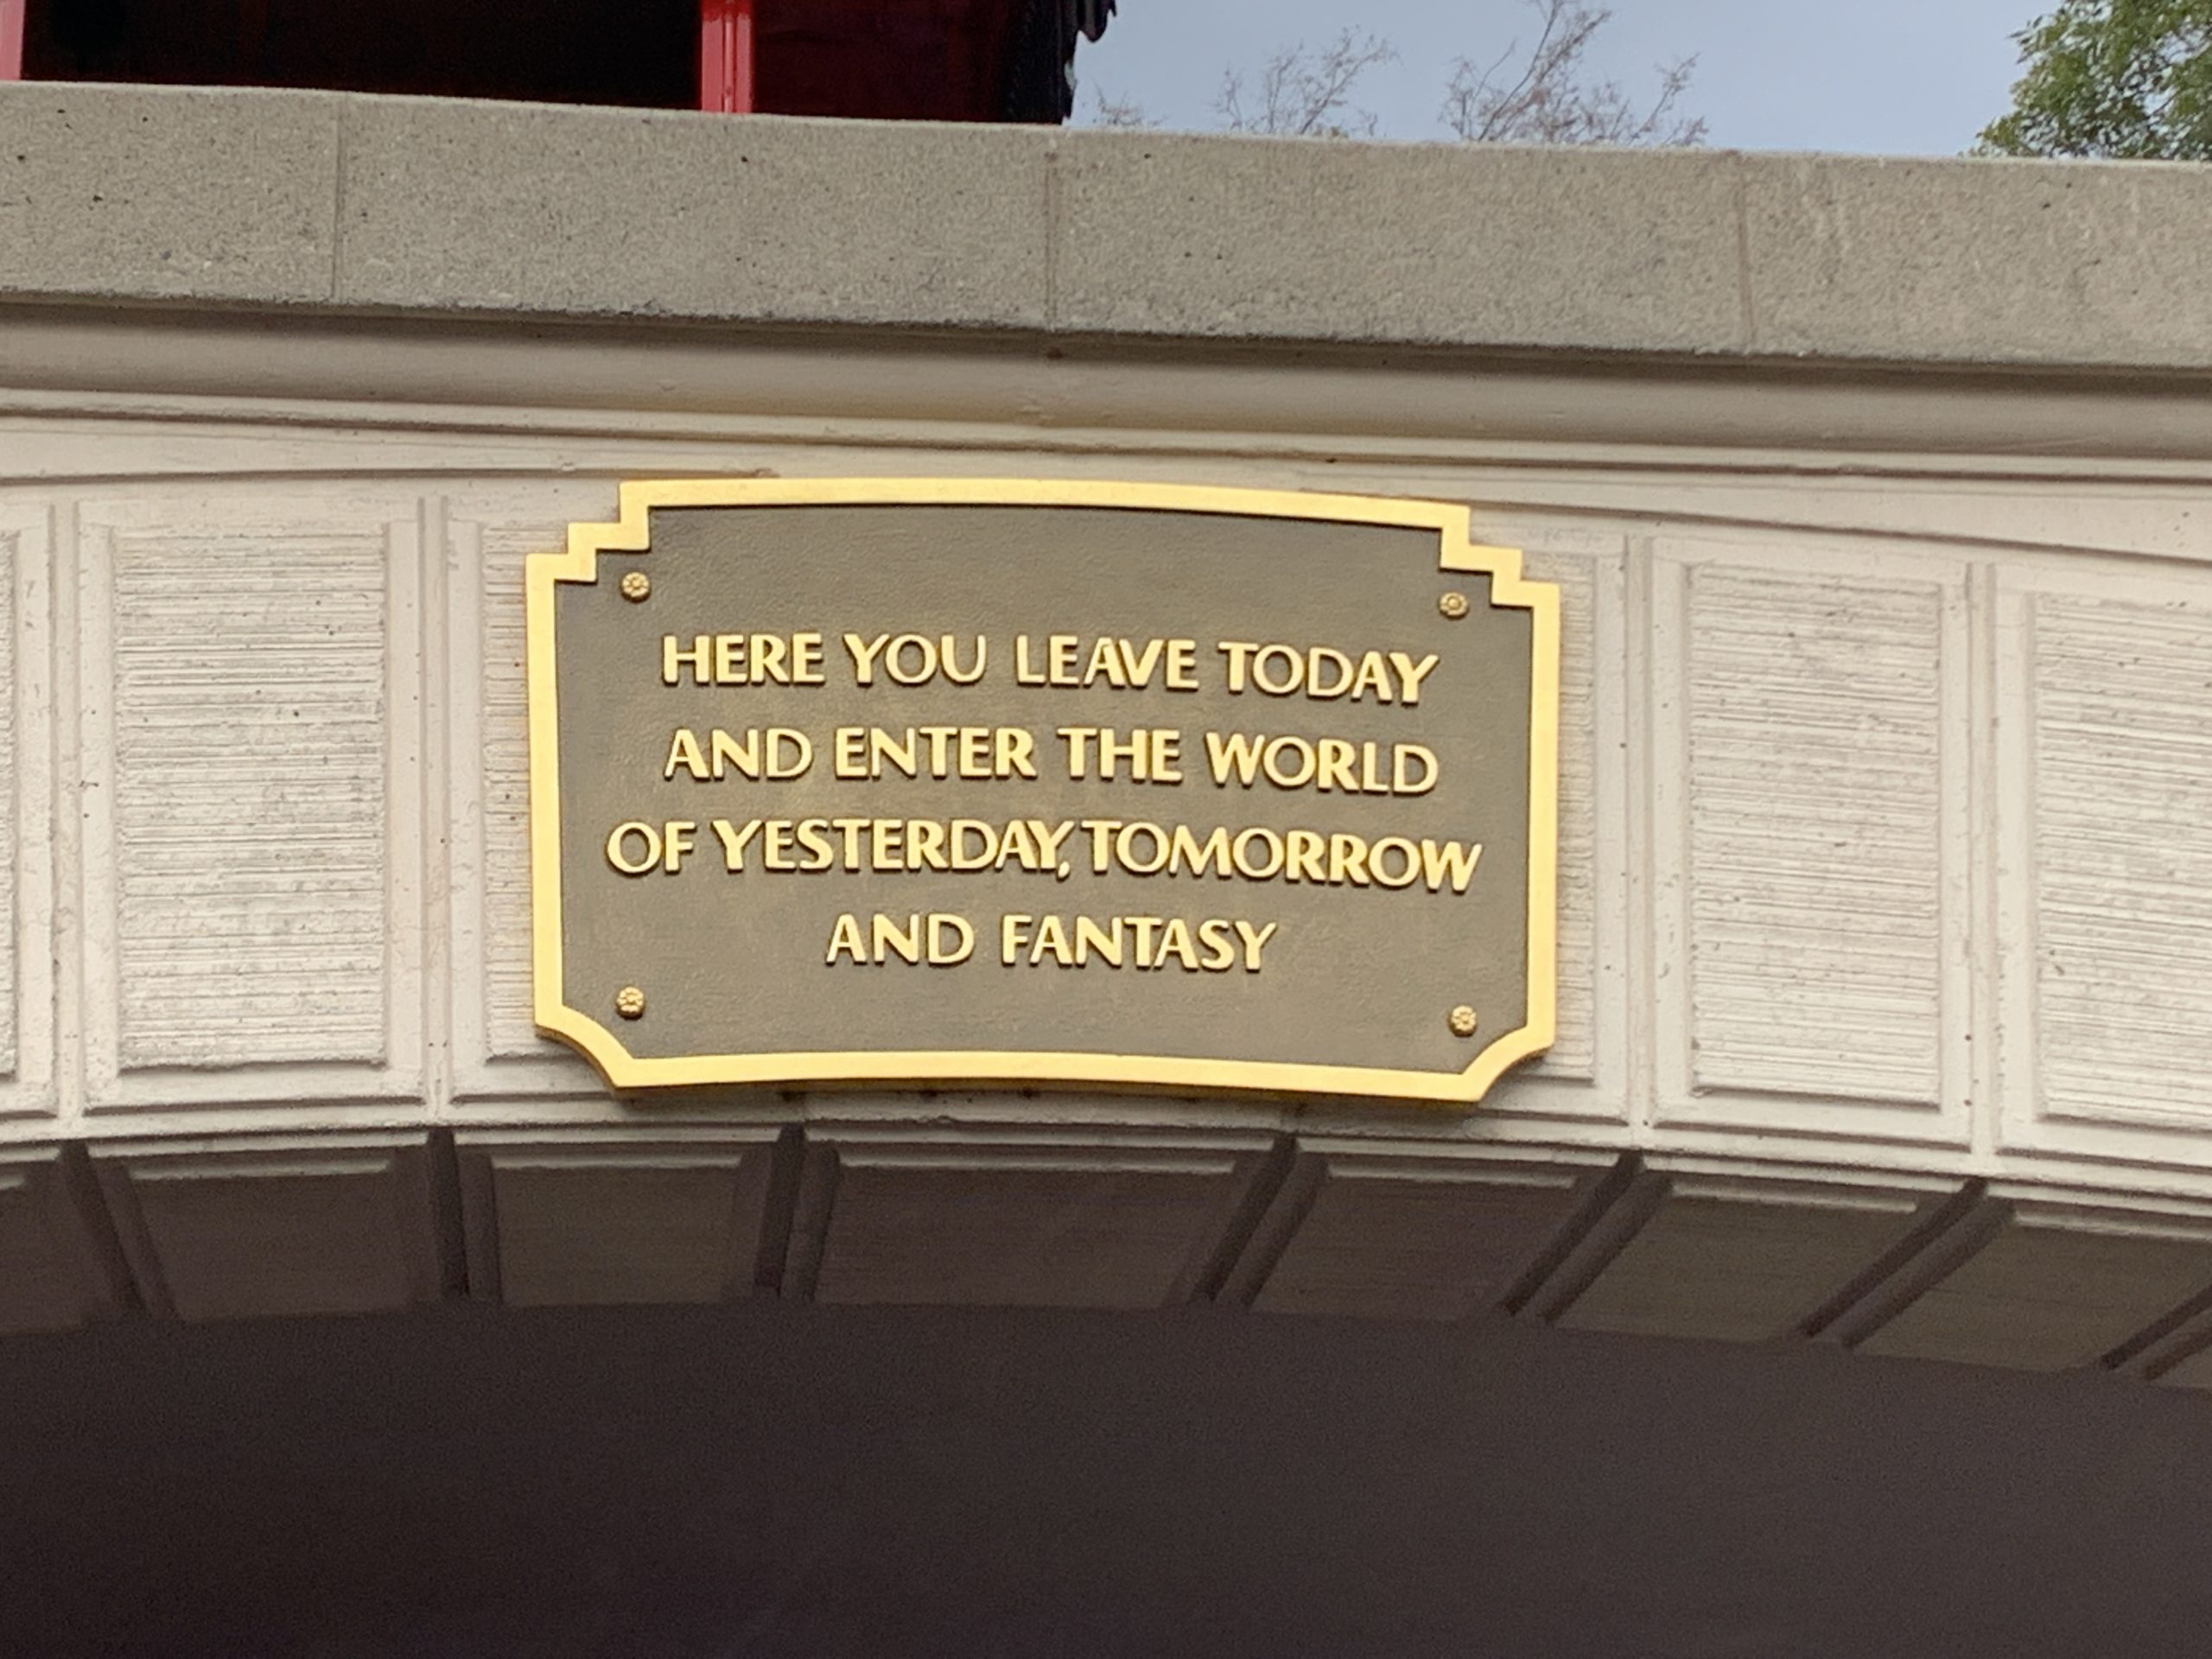 HERE YOU LEAVE TODAY
AND ENTER THE WORLD
OF YESTERDAY, TOMORROW
AND FANTASY